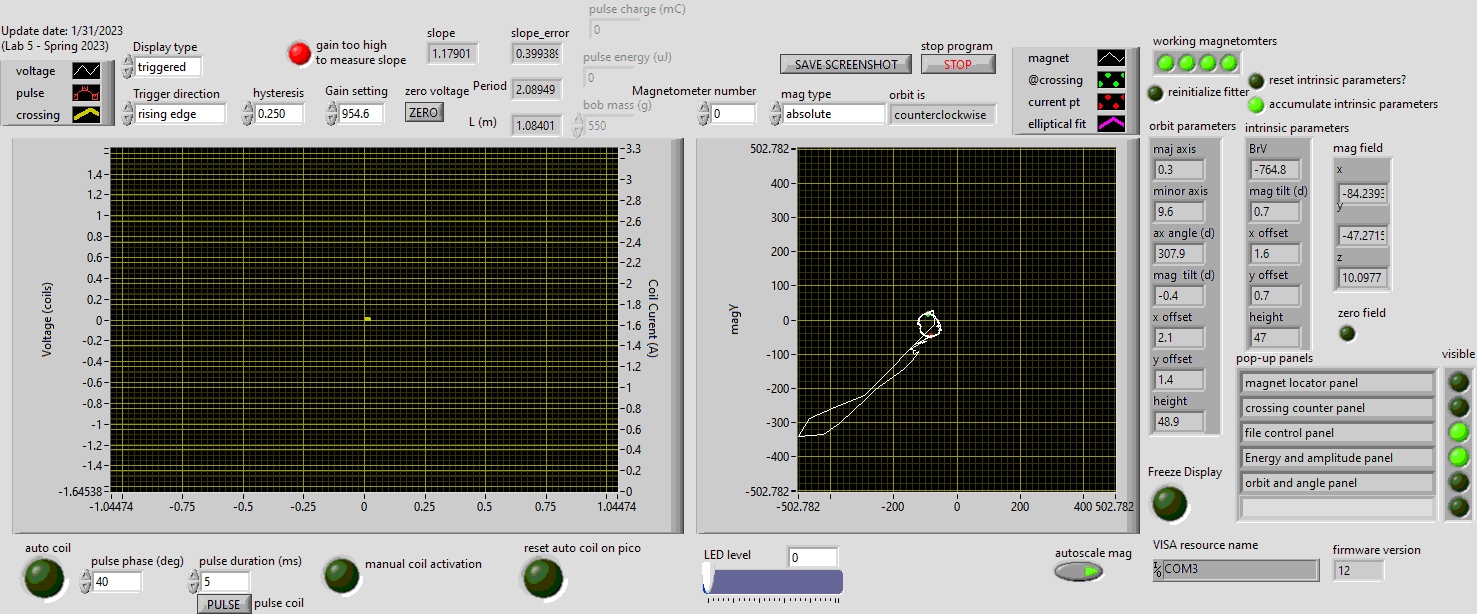 Update date: 1/31/2023
(Lab 5 - Spring 2023)
voltage
pulse
crossing
Display type
triggered
Trigger direction
rising edge
hysteresis
0.250
gain too high
to measure slope
Gain setting
954.6
zero voltage
ZERO
slope
1.17901
slope_error
Period
2.08949
L (m)
1.08401
pulse charge (mC)
0
pulse energy (uJ)
0
bob mass (g)
550
Magnetometer number
0
SAVE SCREENSHOT
stop program
STOP
mag type
absolute
orbit is
counterclockwise
magnet
@crossing
current pt
elliptical fit
working magnetomters
reinitialize fitter
reset intrinsic parameters?
accumulate intrinsic parameters
orbit parameters
maj axis
0.3
minor axis
9.6
ax angle (d)
307.9
mag tilt (d)
-0.4
x offset
2.1
y offset
1.4
height
48.9
intrinsic parameters
BrV
-764.8
mag tilt (d)
0.7
x offset
1.6
y offset
0.7
height
47
mag field
x
y
z
10.0977
zero field
pop-up panels
visible
magnet locator panel
crossing counter panel
file control panel
Energy and amplitude panel
orbit and angle panel
Voltage (coils)
1.4
1.2
1
0.8
0.6
0.4
0.2
0
-0.2
-0.4
-0.6
-0.8
-1
-1.2
-1.4
-1.64538
-1.04474
-0.75
-0.5
-0.25
0
0.25
0.5
0.75
1.04474
3.3
3
2.8
2.6
2.4
2.2
2
1.8
1.6
1.4
1.2
1
0.8
0.6
0.4
0.2
0
Coil Curent (A)
magY
502.782
400
300
200
100
0
-100
-200
-300
-400
-502.782
-502.782
-200
0
200
400 502.782
Freeze Display
auto coil
pulse phase (deg)
40
pulse duration (ms)
5
PULSE
pulse coil
manual coil activation
reset auto coil on pico
LED level
0
autoscale mag
VISA resource name
COM3
firmware version
12